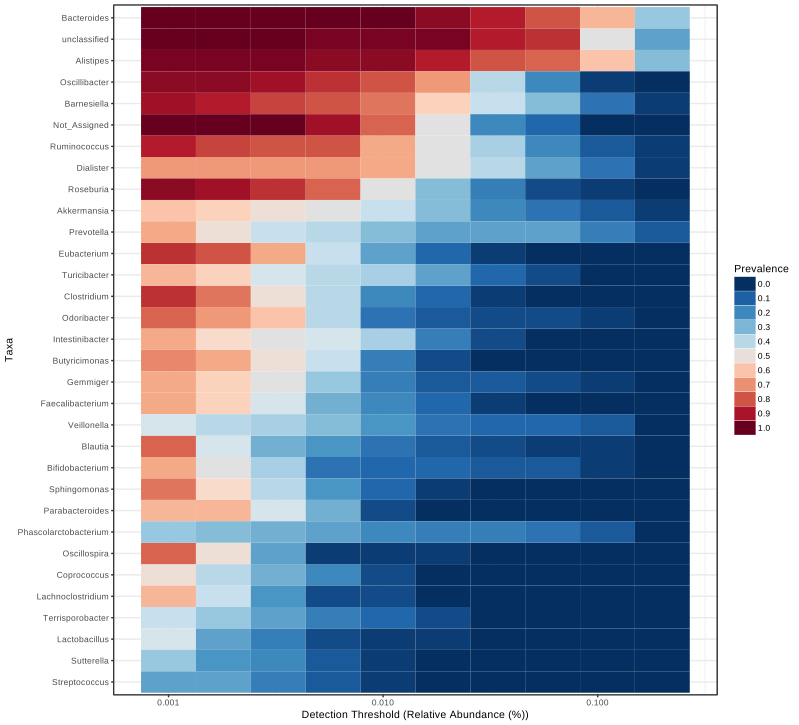 Bacteroides
unclassified
Alistipes
Oscillibacter
Barnesiella
Not_Assigned
Ruminococcus
Dialister
Roseburia
Akkermansia
Prevotella
Eubacterium
Turicibacter
Clostridium
Odoribacter
Intestinibacter
Butyricimonas
Gemmiger
Faecalibacterium
Veillonella
Blautia
Bifidobacterium
Sphingomonas
Parabacteroides
Phascolarctobacterium
Oscillospira
Coprococcus
Lachnoclostridium
Terrisporobacter
Lactobacillus
Sutterella
Streptococcus
Taxa
0.001 0.010 0.100
Detection Threshold (Relative Abundance (%))
Prevalence
0.0
0.1
0.2
0.3
0.4
0.5
0.6
0.7
0.8
0.9
1.0